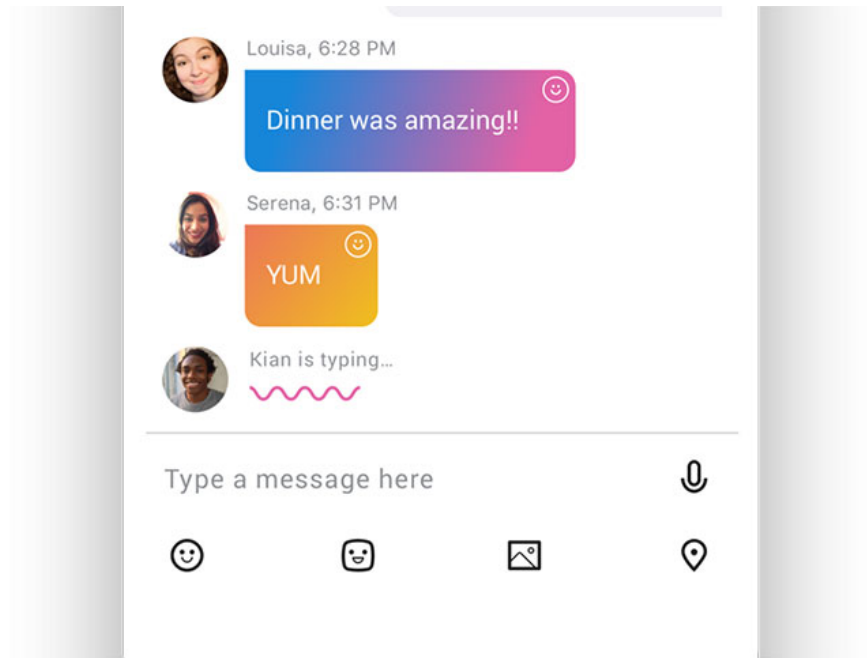 Louisa, 6:28 PM
Dinner was amazing!!
Serena, 6:31 PM
YUM
Kian is typing…
Type a message here